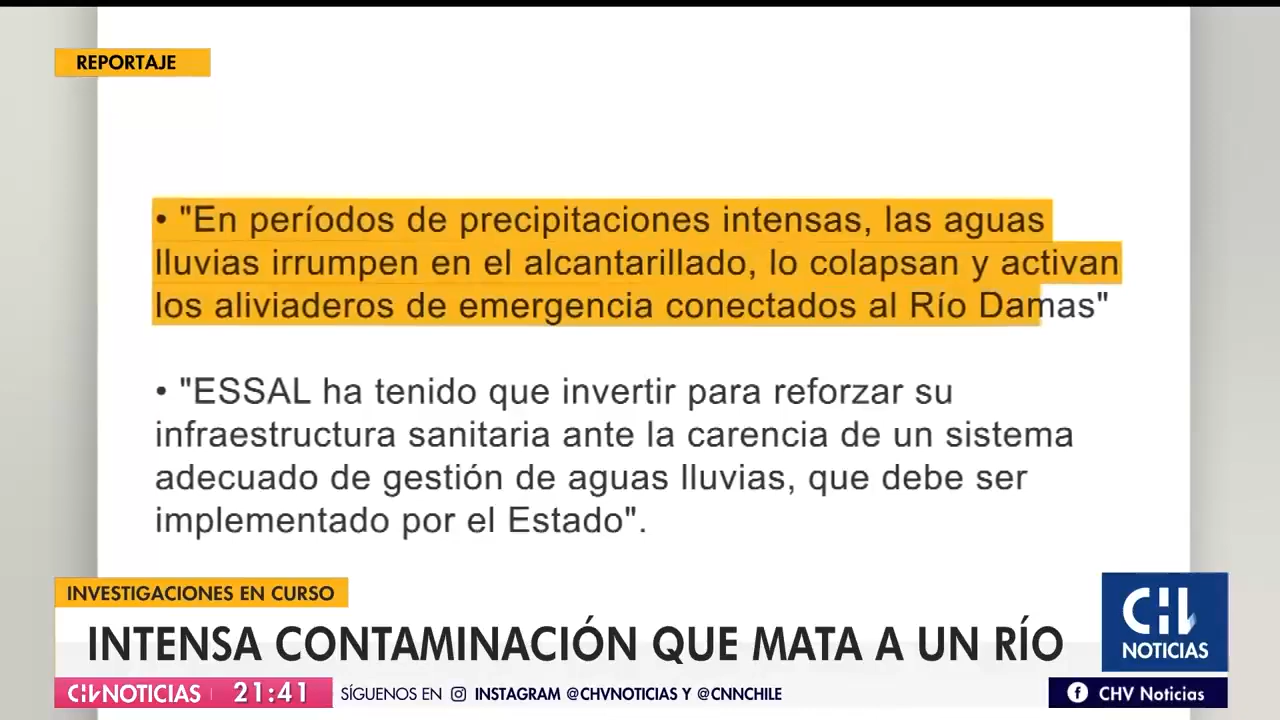 REPORTAJE
• "En períodos de precipitaciones intensas, las aguas
lluvias irrumpen en el alcantarillado, lo colapsan y activan
los aliviaderos de emergencia conectados al Río Damas"
• "ESSAL ha tenido que invertir para reforzar su
infraestructura sanitaria ante la carencia de un sistema
adecuado de gestión de aguas lluvias, que debe ser
implementado por el Estado".
INVESTIGACIONES EN CURSO
INTENSA CONTAMINACIÓN QUE MATA A UN RÍO
CHV NOTICIAS
CHV NOTICIAS 21:41 SÍGUENOS EN INSTAGRAM @CHVNOTICIAS Y @CNNCHILE
CHV Noticias